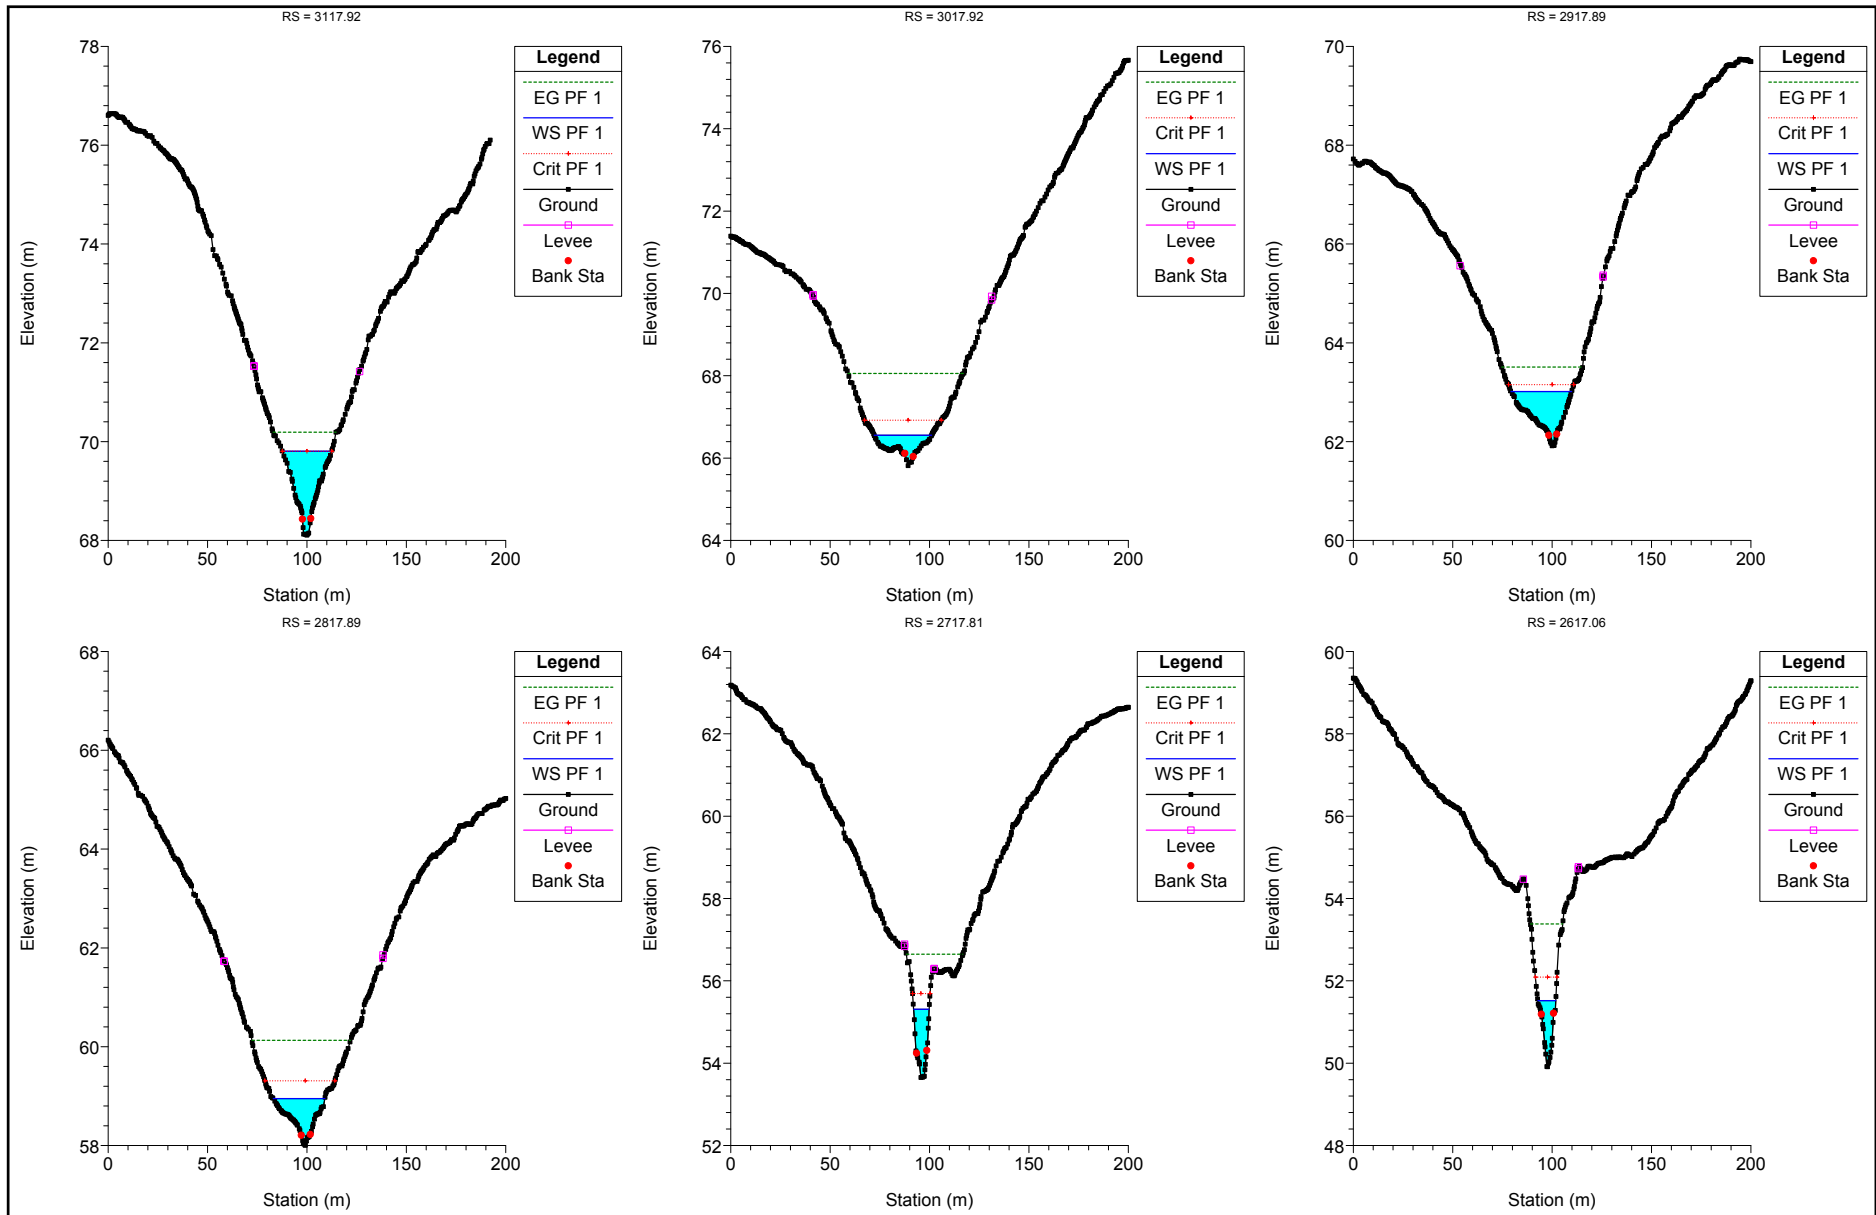 RS = 3117.92
78
76
74
72
70
68
0
50
100
150
200
Elevation (m)
Station (m)
Legend
EG PF 1
WS PF 1
Crit PF 1
Ground
Levee
Bank Sta
RS = 3017.92
76
74
72
70
68
66
64
0
50
100
150
200
Elevation (m)
Station (m)
Legend
EG PF 1
Crit PF 1
WS PF 1
Ground
Levee
Bank Sta
RS = 2917.89
70
68
66
64
62
60
0
50
100
150
200
Elevation (m)
Station (m)
Legend
EG PF 1
Crit PF 1
WS PF 1
Ground
Levee
Bank Sta
RS = 2817.89
68
66
64
62
60
58
0
50
100
150
200
Elevation (m)
Station (m)
Legend
EG PF 1
Crit PF 1
WS PF 1
Ground
Levee
Bank Sta
RS = 2717.81
64
62
60
58
56
54
52
0
50
100
150
200
Elevation (m)
Station (m)
Legend
EG PF 1
Crit PF 1
WS PF 1
Ground
Levee
Bank Sta
RS = 2617.06
60
58
56
54
52
50
48
0
50
100
150
200
Elevation (m)
Station (m)
Legend
EG PF 1
Crit PF 1
WS PF 1
Ground
Levee
Bank Sta